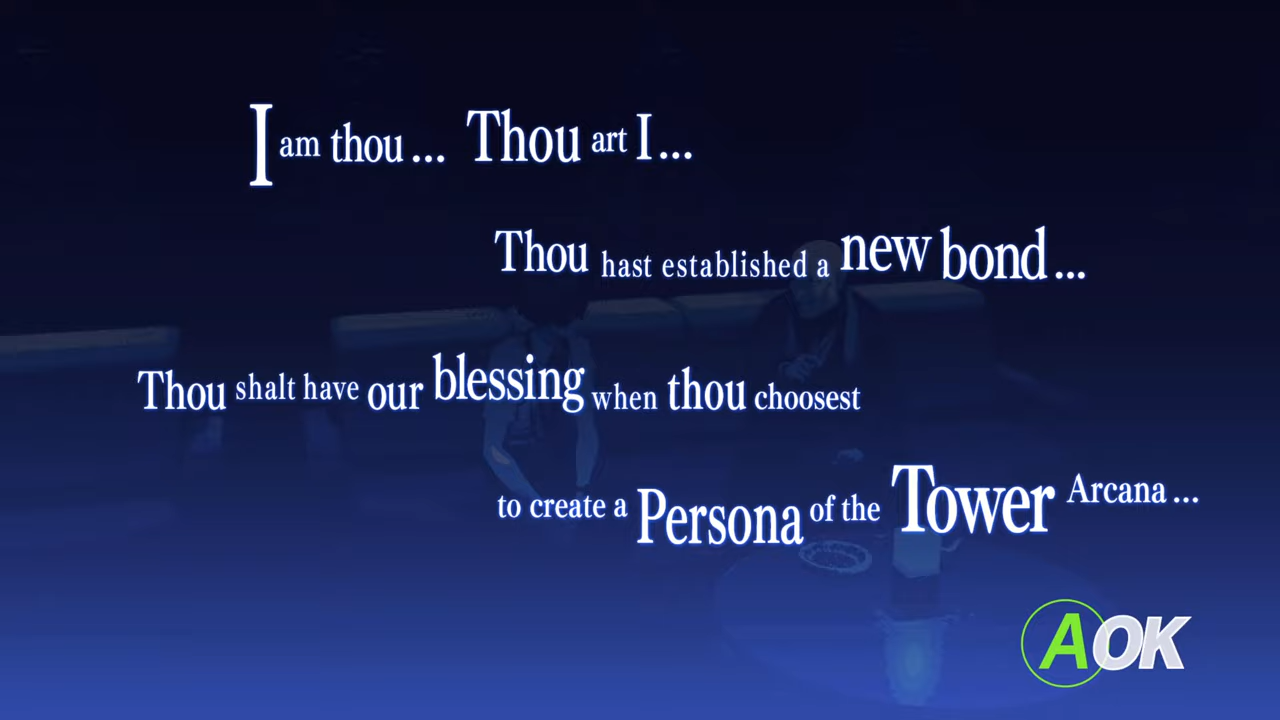 I am thou... Thou art I...
Thou hast established a new bond...
Thou shalt have our blessing when thou choosest
to create a Persona of the Tower Arcana...
A OK